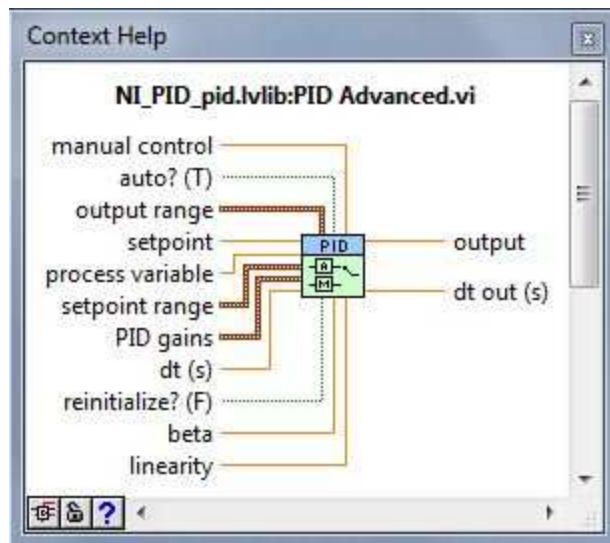 Context Help
NI_PID_pid.lvlib:PID Advanced.vi
manual control
auto? (T)
output range
setpoint
process variable
setpoint range
PID gains
dt (s)
reinitialize? (F)
beta
linearity
PID
A
M
output
dt out (s)
?